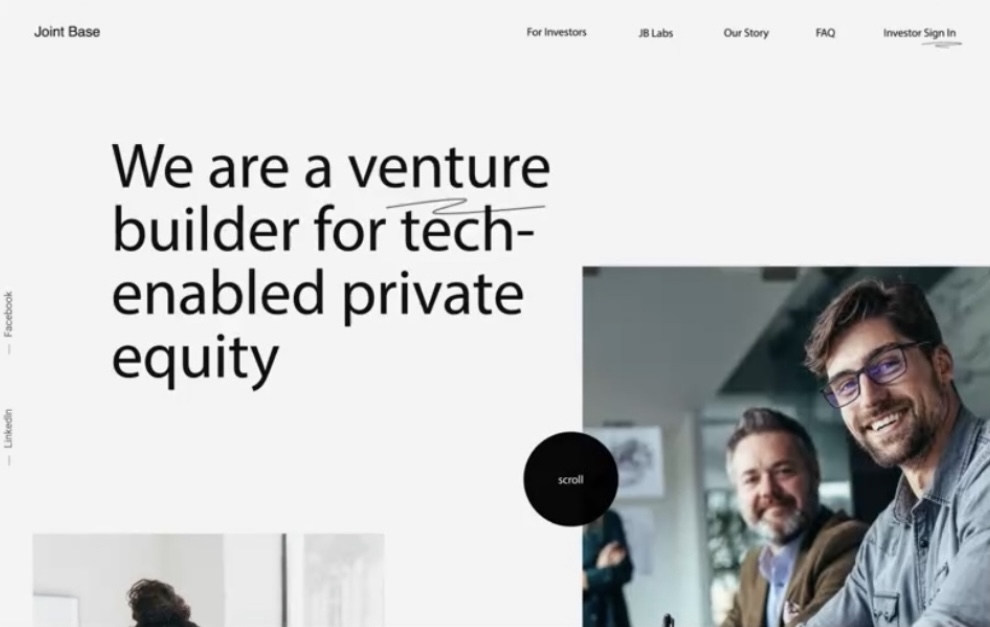 Joint Base
For Investors
JB Labs
Our Story
FAQ
Investor Sign In
We are a venture
builder for tech-
enabled private
equity
Facebook
LinkedIn
scroll